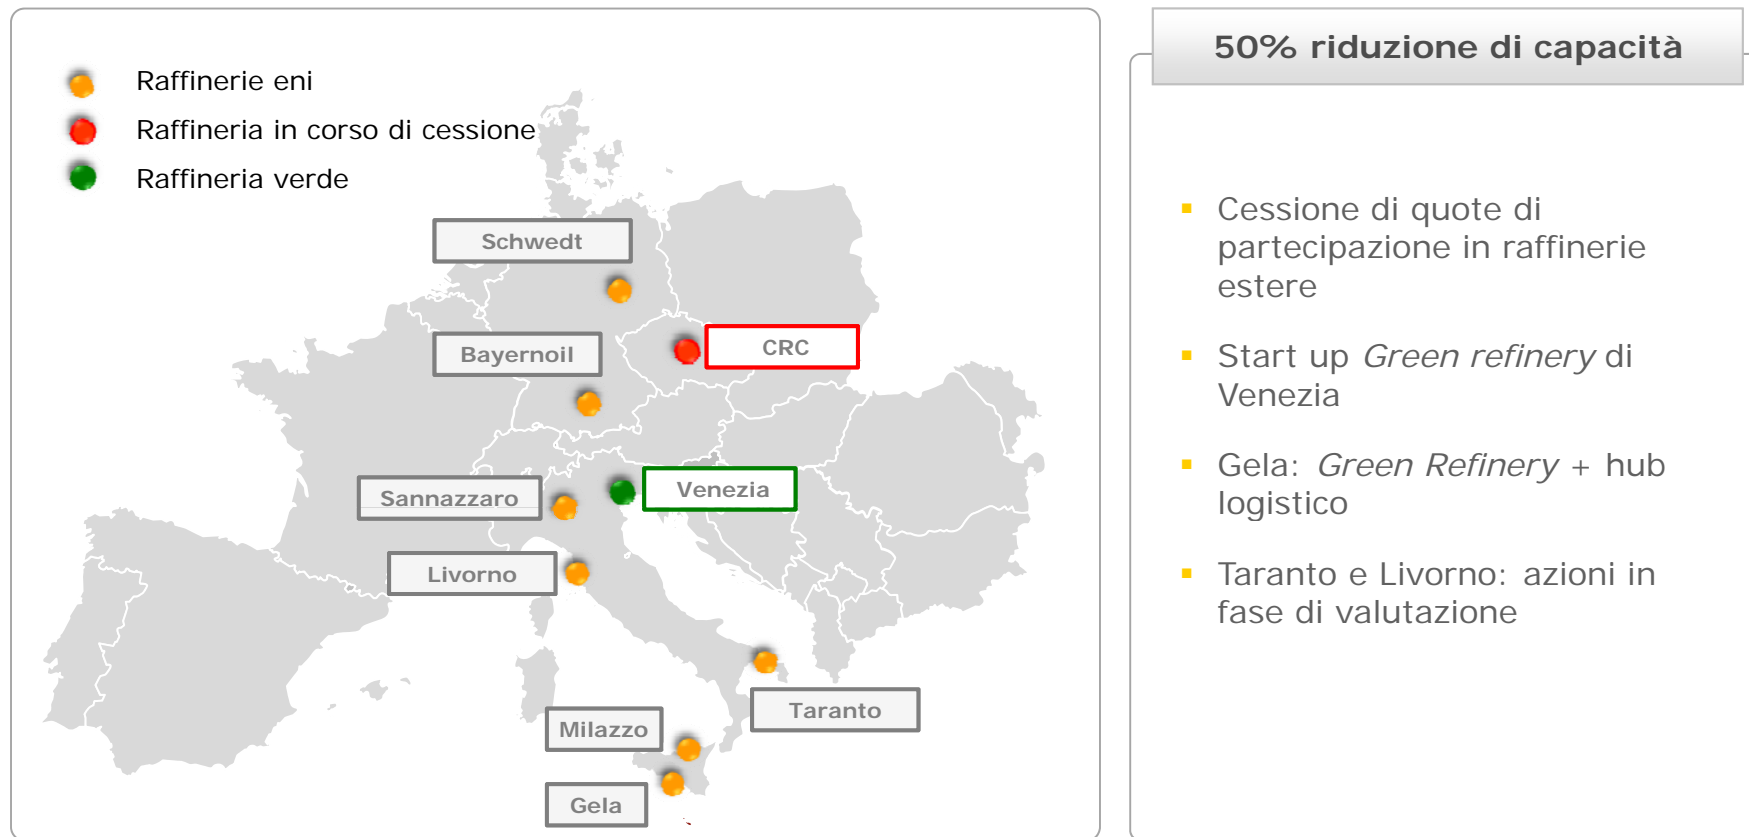 Raffinerie eni
Raffineria in corso di cessione
Raffineria verde
Schwedt
Bayernoil
CRC
Sannazzaro
Venezia
Livorno
Taranto
Milazzo
Gela
50% riduzione di capacità
Cessione di quote di
partecipazione in raffinerie
estere
Start up Green refinery di
Venezia
Gela: Green Refinery + hub
logistico
Taranto e Livorno: azioni in
fase di valutazione